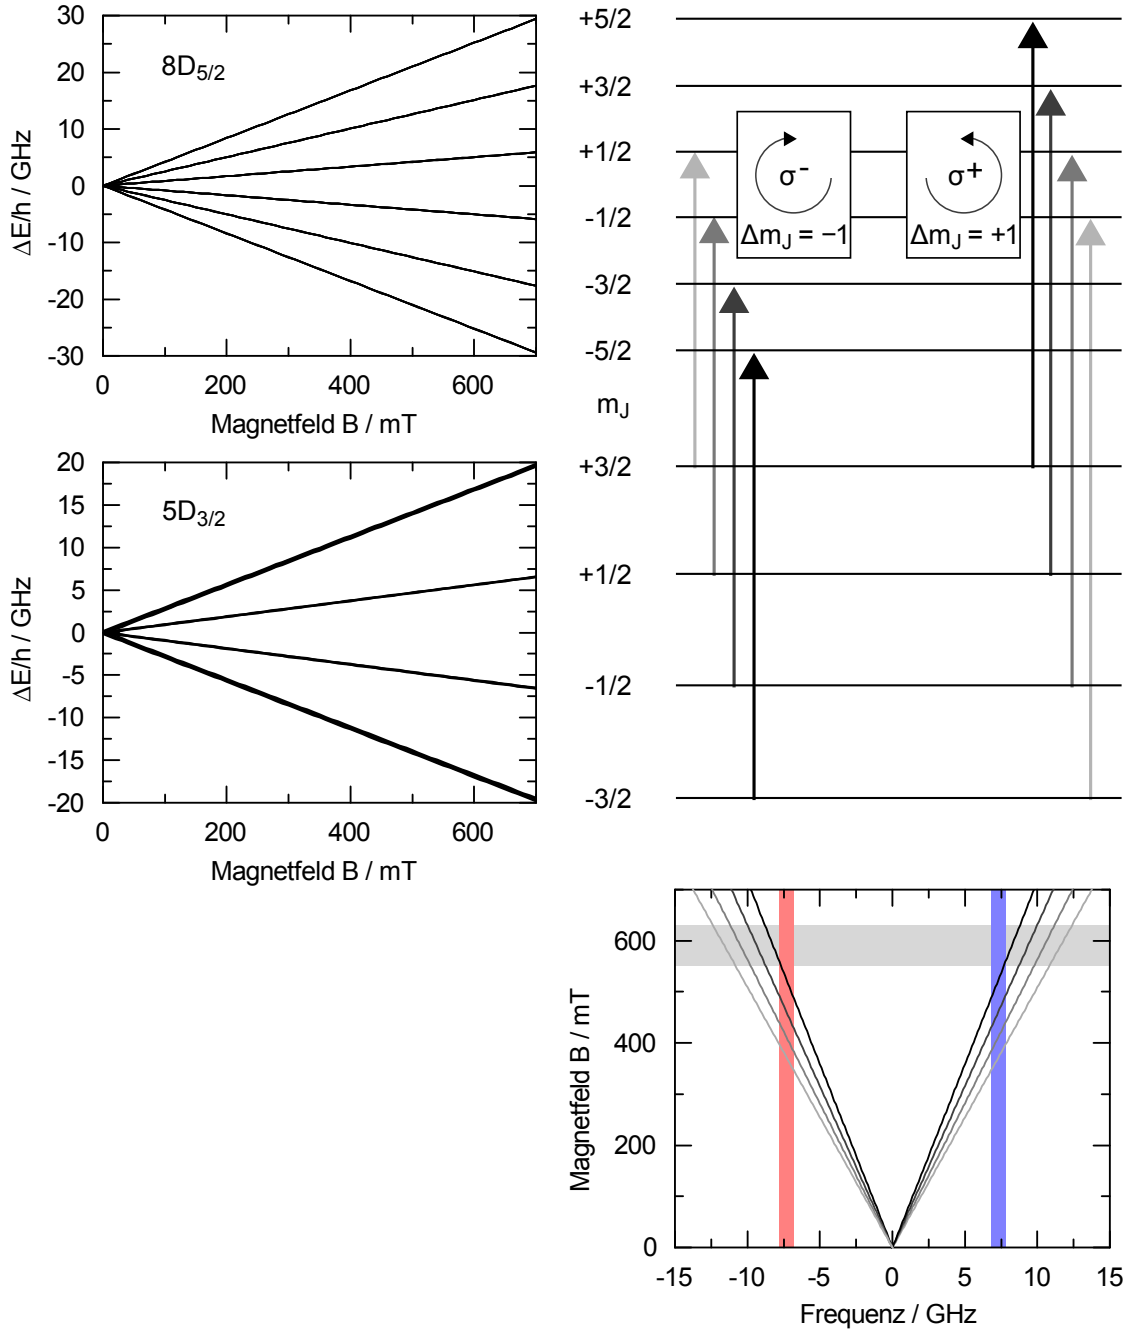 8D5/2
30
20
10
0
-10
-20
-30
ΔE/h / GHz
0 200 400 600
Magnetfeld B / mT
5D3/2
20
15
10
5
0
-5
-10
-15
-20
ΔE/h / GHz
0 200 400 600
Magnetfeld B / mT
+5/2
+3/2
+1/2
-1/2
-3/2
-5/2
mJ
+3/2
+1/2
-1/2
-3/2
σ-
ΔmJ = −1
σ+
ΔmJ = +1
600
400
200
0
Magnetfeld B / mT
-15 -10 -5 0 5 10 15
Frequenz / GHz